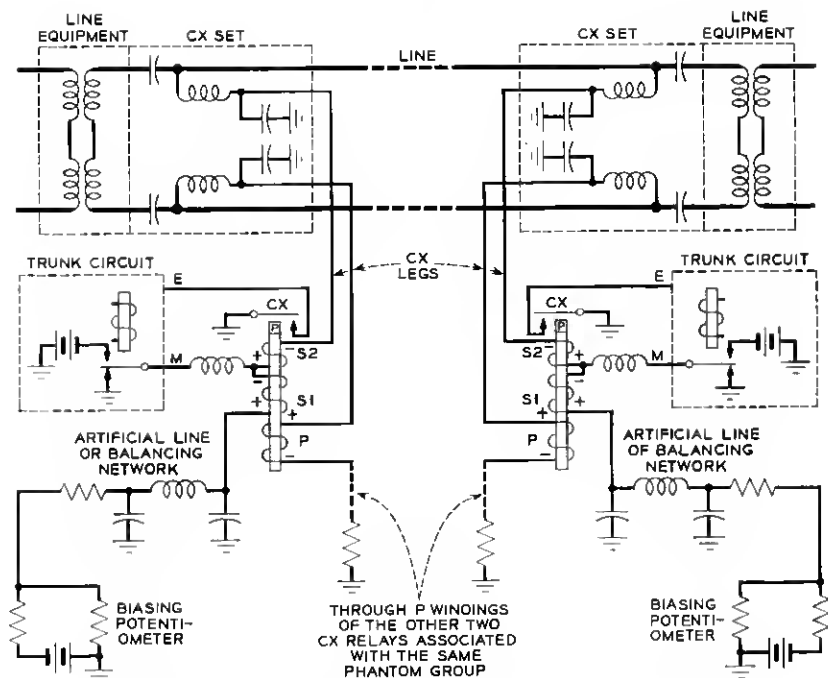 LINE
EQUIPMENT
CX SET
LINE
CX SET
LINE
EQUIPMENT
TRUNK CIRCUIT
E
CX
P
CX
LEGS
E
CX
P
TRUNK CIRCUIT
M
+
-
S2
-
S1
+
+
P
-
-
S2
+
-
S1
+
+
P
-
M
ARTIFICIAL LINE
OR BALANCING
NETWORK
ARTIFICIAL LINE
OF BALANCING
NETWORK
BIASING
POTENTI-
OMETER
THROUGH P WINDINGS
OF THE OTHER TWO
CX RELAYS ASSOCIATED
WITH THE SAME
PHANTOM GROUP
BIASING
POTENTI-
OMETER